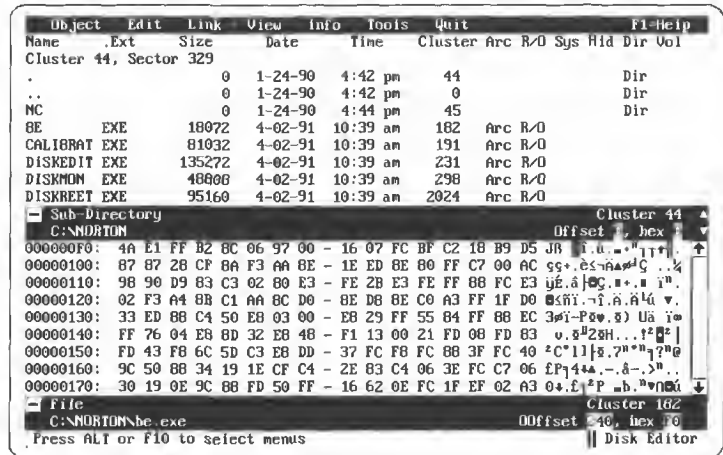 Object Edit Link View Info Tools Quit F1=Help
Name .Ext Size Date Time Cluster Arc R/O Sys Hid Dir Vol
Cluster 44, Sector 329
. 0 1-24-90 4:42 pm 44 Dir
.. 0 1-24-90 4:42 pm 0 Dir
NC 0 1-24-90 4:44 pm 45 Dir
BE EXE 18072 4-02-91 10:39 am 182 Arc R/O
CALIBRAT EXE 81032 4-02-91 10:39 am 191 Arc R/O
DISKEDIT EXE 135272 4-02-91 10:39 am 231 Arc R/O
DISKMON EXE 48808 4-02-91 10:39 am 298 Arc R/O
DISKREET EXE 95160 4-02-91 10:39 am 2024 Arc R/O
Sub-Directory Cluster 44
C:\NORTON Offset , hex
000000F0: 4A E1 FF B2 8C 06 97 00 - 16 07 FC BF C2 18 B9 D5
00000100: 87 87 28 CF 8A F3 AA 8E - 1E ED 8E 80 FF C7 00 AC
00000110: 98 90 D9 83 C3 02 80 E3 - FE 2B E3 FE FF 88 FC E3
00000120: 02 F3 A4 8B C1 AA 8C D0 - 8E D8 8E C0 A3 FF 1F D0
00000130: 33 ED 88 C4 50 E8 03 00 - E8 29 FF 55 84 FF 88 EC
00000140: FF 76 04 E8 8D 32 E8 48 - F1 13 00 21 FD 08 FD 83
00000150: FD 43 F8 6C 5D C3 E8 DD - 37 FC F8 FC 88 3F FC 40
00000160: 9C 50 88 34 19 1E CF C4 - 2E 83 C4 06 3E FC C7 06
00000170: 30 19 0E 9C 88 FD 50 FF - 16 62 0E FC 1F EF 02 A3
File Cluster 182
C:\NORTON\be.exe Offset 240, hex F0
Press ALT or F10 to select menus Disk Editor